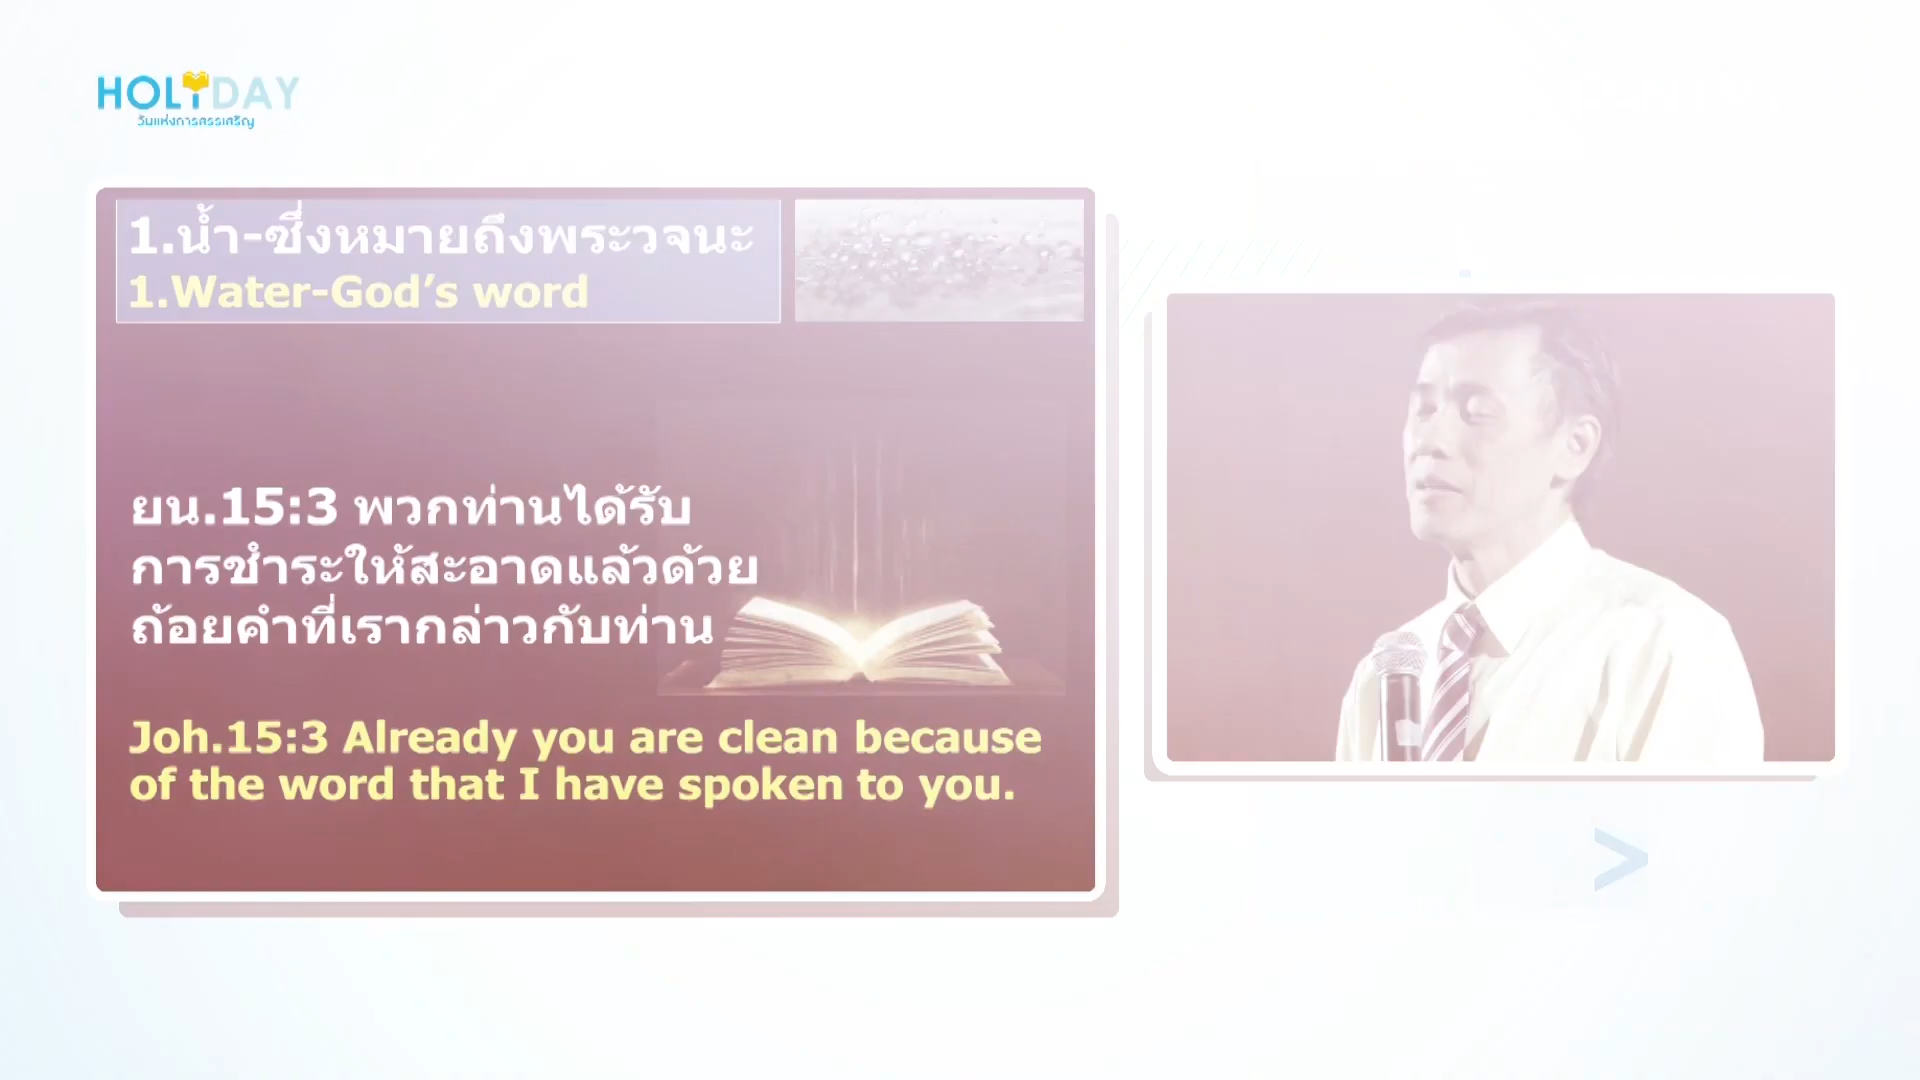 HOLYDAY
วันแห่งการสรรเสริญ
1.น้ำ-ซึ่งหมายถึงพระวจนะ
1.Water-God’s word
ยน.15:3 พวกท่านได้รับ
การชำระให้สะอาดแล้วด้วย
ถ้อยคำที่เรากล่าวกับท่าน
Joh.15:3 Already you are clean because
of the word that I have spoken to you.